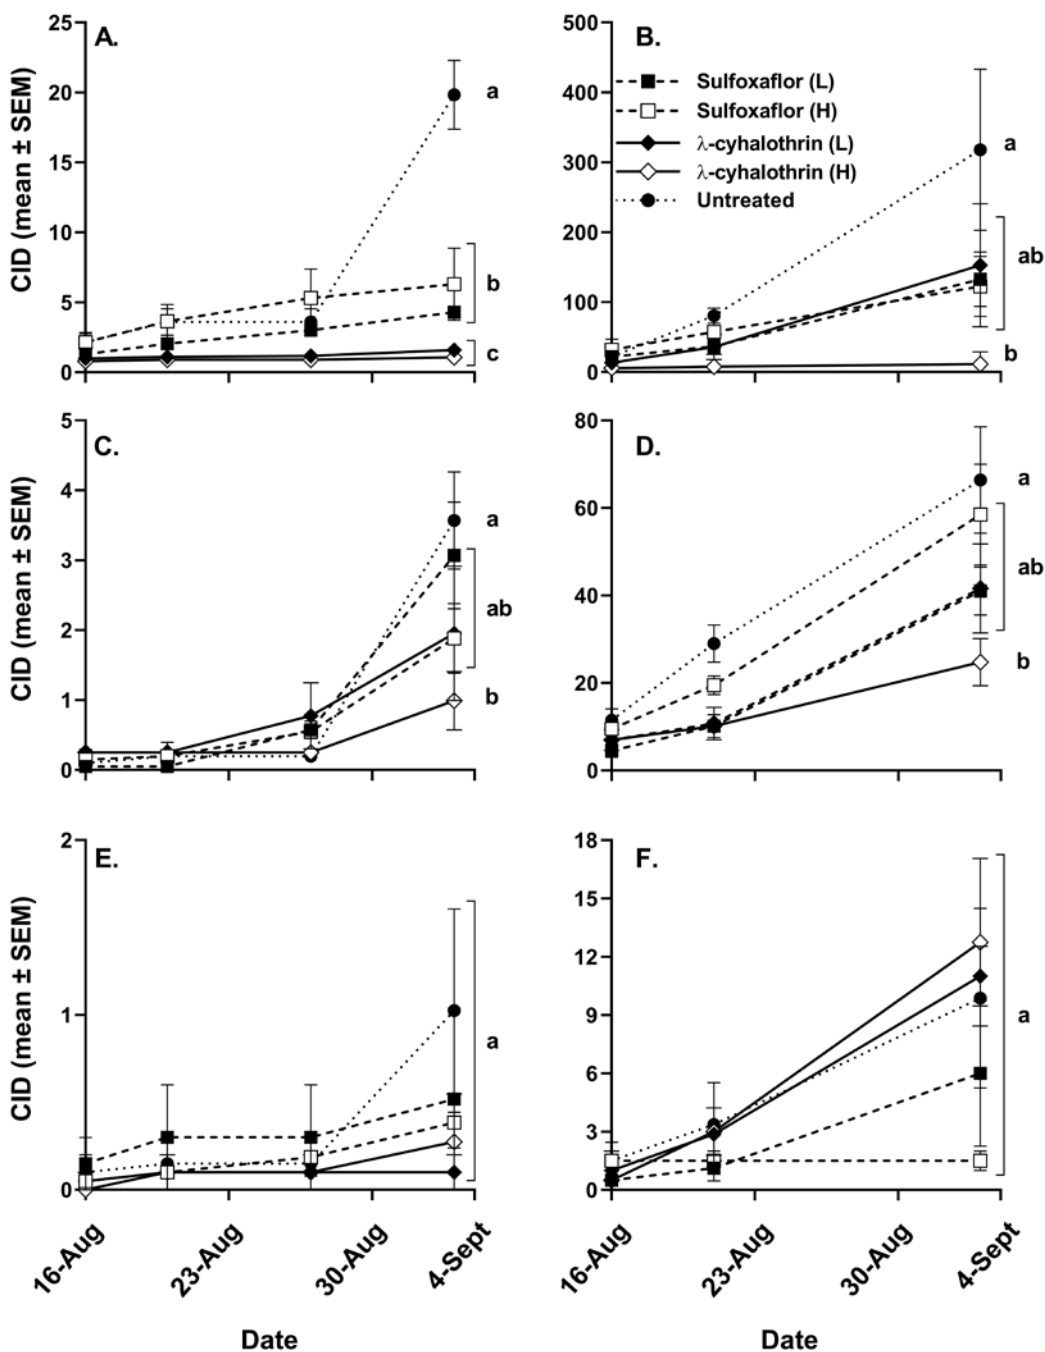 A.
CID (mean ± SEM)
25
20
15
10
5
0
a
b
c
B.
500
400
300
200
100
0
Sulfoxaflor (L)
Sulfoxaflor (H)
λ-cyhalothrin (L)
λ-cyhalothrin (H)
Untreated
a
ab
b
C.
CID (mean ± SEM)
5
4
3
2
1
0
a
ab
b
D.
80
60
40
20
0
a
ab
b
E.
CID (mean ± SEM)
2
1
0
a
16-Aug
23-Aug
30-Aug
4-Sept
Date
F.
18
15
12
9
6
3
0
a
16-Aug
23-Aug
30-Aug
4-Sept
Date